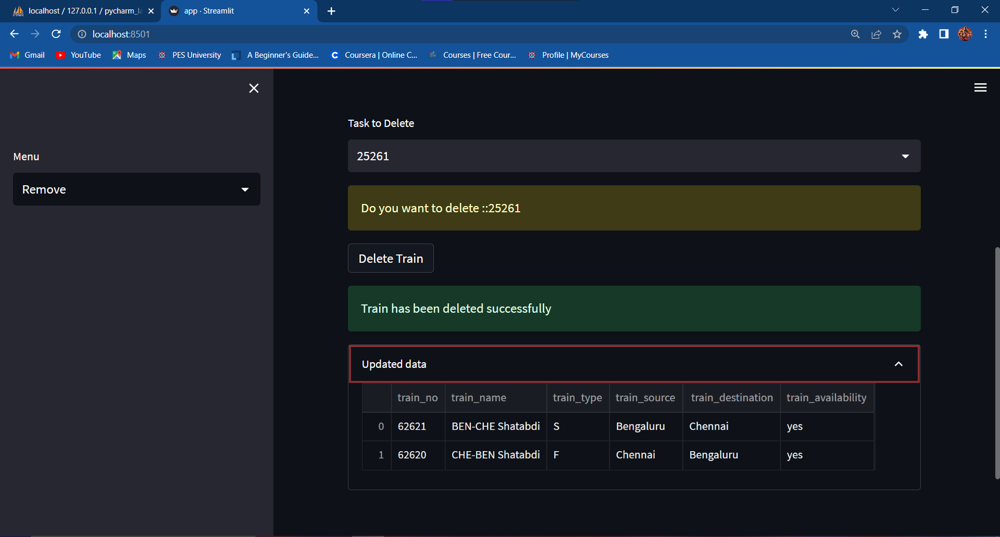 localhost / 127.0.0.1 / pycharm_la
app · Streamlit
localhost:8501
Gmail
YouTube
Maps
PES University
A Beginner's Guide...
Coursera | Online C...
Courses | Free Cour...
Profile | MyCourses
Menu
Remove
Task to Delete
25261
Do you want to delete ::25261
Delete Train
Train has been deleted successfully
Updated data
train_no train_name train_type train_source train_destination train_availability
0 62621 BEN-CHE Shatabdi S Bengaluru Chennai yes
1 62620 CHE-BEN Shatabdi F Chennai Bengaluru yes